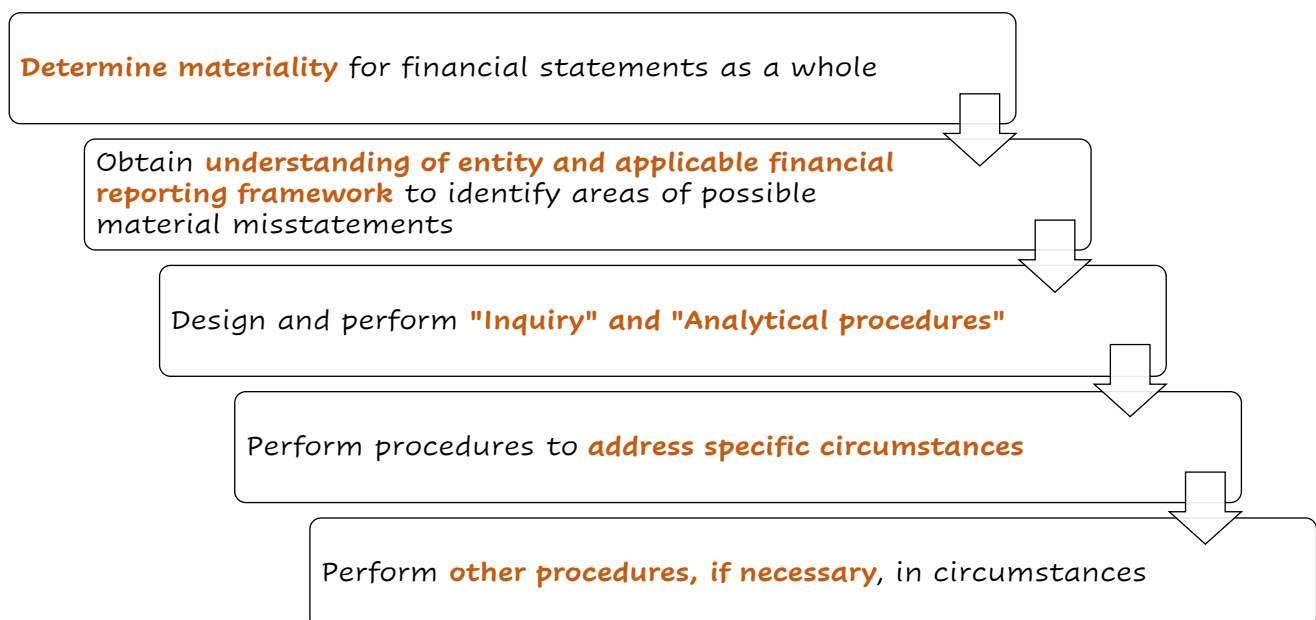 Determine materiality for financial statements as a whole
Obtain understanding of entity and applicable financial
reporting framework to identify areas of possible
material misstatements
Design and perform "Inquiry" and "Analytical procedures"
Perform procedures to address specific circumstances
Perform other procedures, if necessary, in circumstances